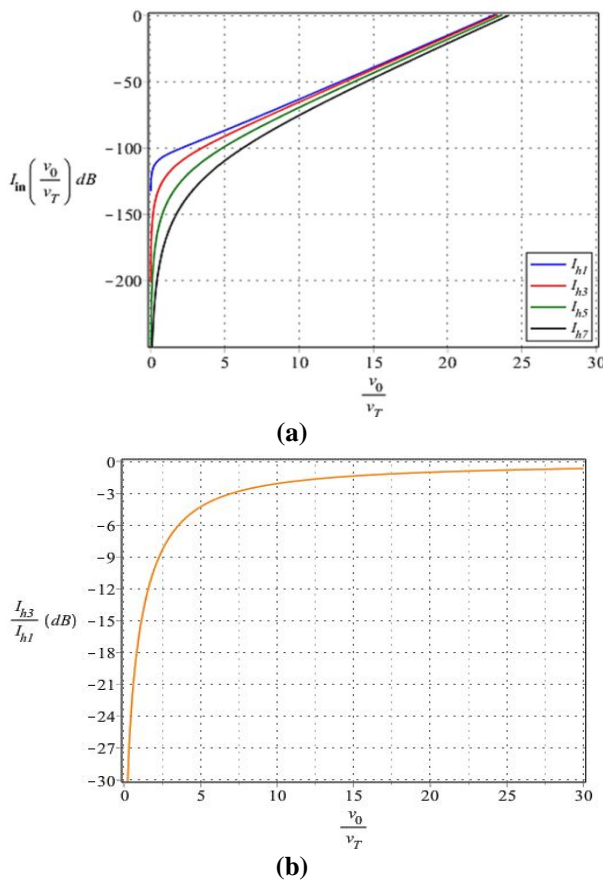 0
−50
−100
−150
−200
I_in (v_0 / v_T) dB
I_h1
I_h3
I_h5
I_h7
0 5 10 15 20 25 30
v_0
v_T
(a)
0
−3
−6
−9
−12
−15
−18
−21
−24
−27
−30
I_h3 / I_h1 (dB)
0 5 10 15 20 25 30
v_0
v_T
(b)